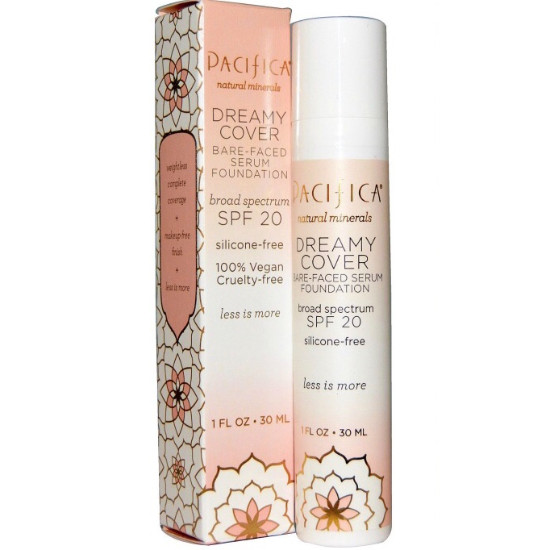 PACIFICA®
natural minerals
DREAMY
COVER
BARE-FACED
SERUM
FOUNDATION
broad spectrum
SPF 20
silicone-free
100% Vegan
Cruelty-free
less is more
1 FL OZ • 30 ML
weightless
complete
coverage
+
makeup-free
+
less is more
PACIFICA®
natural minerals
DREAMY
COVER
BARE-FACED SERUM
FOUNDATION
broad spectrum
SPF 20
silicone-free
less is more
1 FL OZ • 30 ML